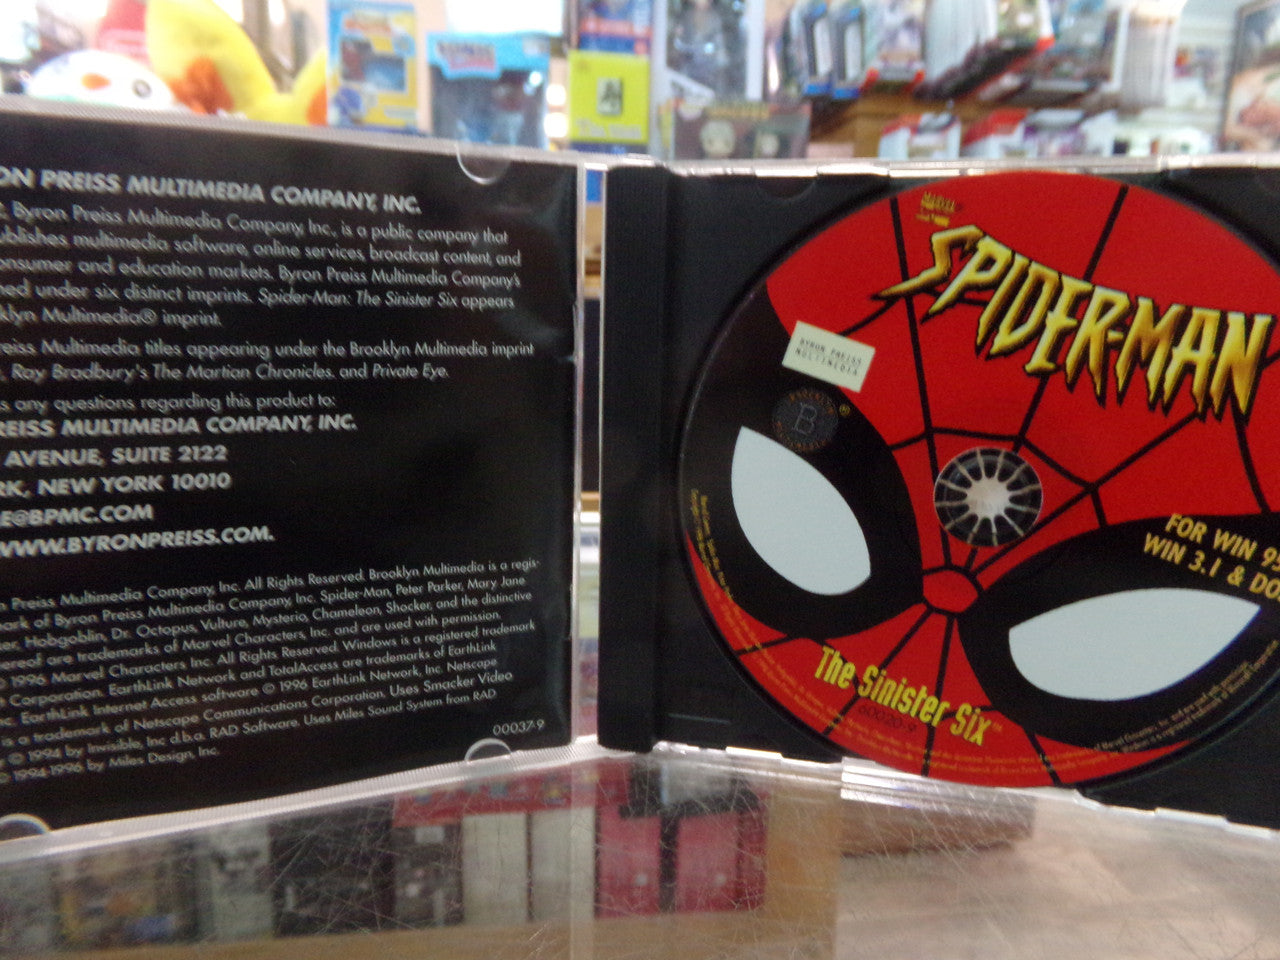 ON PREISS MULTIMEDIA COMPANY, INC.
Byron Preiss Multimedia Company, Inc., is a public company that
ublishes multimedia software, online services, broadcast content, and
onsumer and education markets. Byron Preiss Multimedia Company's
ned under six distinct imprints. Spider-Man: The Sinister Six appears
oklyn Multimedia® imprint.
Preiss Multimedia titles appearing under the Brooklyn Multimedia imprint
Ray Bradbury's The Martian Chronicles. and Private Eye.
s any questions regarding this product to:
REISS MULTIMEDIA COMPANY, INC.
AVENUE, SUITE 2122
RK, NEW YORK 10010
E@BPMC.COM
WWW.BYRONPREISS.COM.
n Preiss Multimedia Company, Inc. All Rights Reserved. Brooklyn Multimedia is a regis-
mark of Byron Preiss Multimedia Company, Inc. Spider-Man, Peter Parker, Mary Jane
Hobgoblin, Dr. Octopus, Vulture, Mysterio, Chameleon, Shocker, and the distinctive
ereof are trademarks of Marvel Characters, Inc. and are used with permission.
© 1996 Marvel Characters Inc. All Rights Reserved. Windows is a registered trademark
Corporation. EarthLink Network and TotalAccess are trademarks of EarthLink
nc. EarthLink Internet Access software © 1996 EarthLink Network, Inc. Netscape
is a trademark of Netscape Communications Corporation. Uses Smacker Video
© 1994 by Invisible, Inc d.b.a. RAD Software. Uses Miles Sound System from RAD
© 1994-1996 by Miles Design, Inc.
00037-9
MARVEL
SPIDER-MAN
BYRON PREISS
MULTIMEDIA
B
®
FOR WIN 95
WIN 3.1 & DO
The Sinister Six™
60020-9